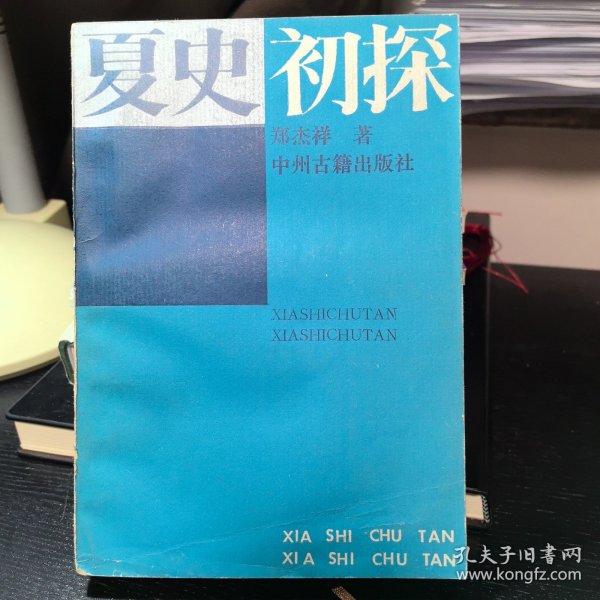 夏史初探
郑杰祥 著
中州古籍出版社
XIASHICHUTAN
XIASHICHUTAN
XIA SHI CHU TAN
XIA SHI CHU TAN
孔夫子旧书网
www.kongfz.com